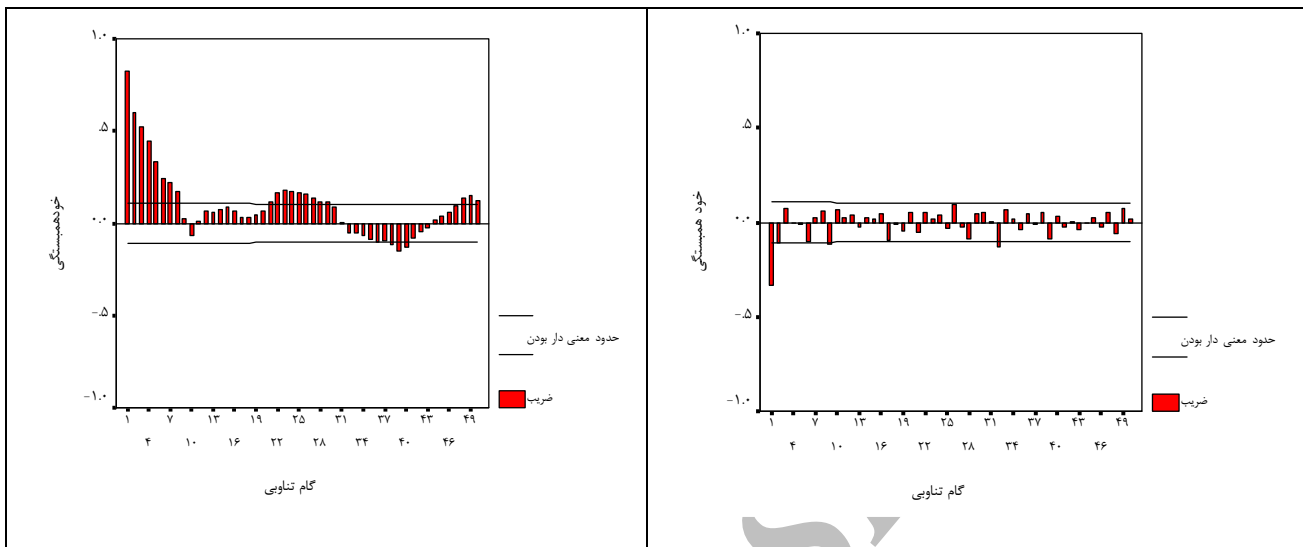 ۱.۰
.۵
۰.۰
-.۵
-۱.۰
خودهمبستگی
۱ ۷ ۱۳ ۱۶ ۱۹ ۲۵ ۳۱ ۳۷ ۴۳ ۴۹
۴ ۱۰ ۱۶ ۲۲ ۲۸ ۳۴ ۴۰ ۴۶
گام تناوبی
حدود معنی دار بودن
ضریب
۱.۰
.۵
۰.۰
-.۵
-۱.۰
خود همبستگی
۱ ۷ ۱۳ ۱۹ ۲۵ ۳۱ ۳۷ ۴۳ ۴۹
۴ ۱۰ ۱۶ ۲۲ ۲۸ ۳۴ ۴۰ ۴۶
گام تناوبی
حدود معنی دار بودن
ضریب